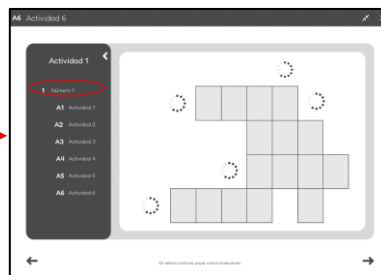 A6 Actividad 6
Actividad 1
1 Número 1
A1 Actividad 1
A2 Actividad 2
A3 Actividad 3
A4 Actividad 4
A5 Actividad 5
A6 Actividad 6